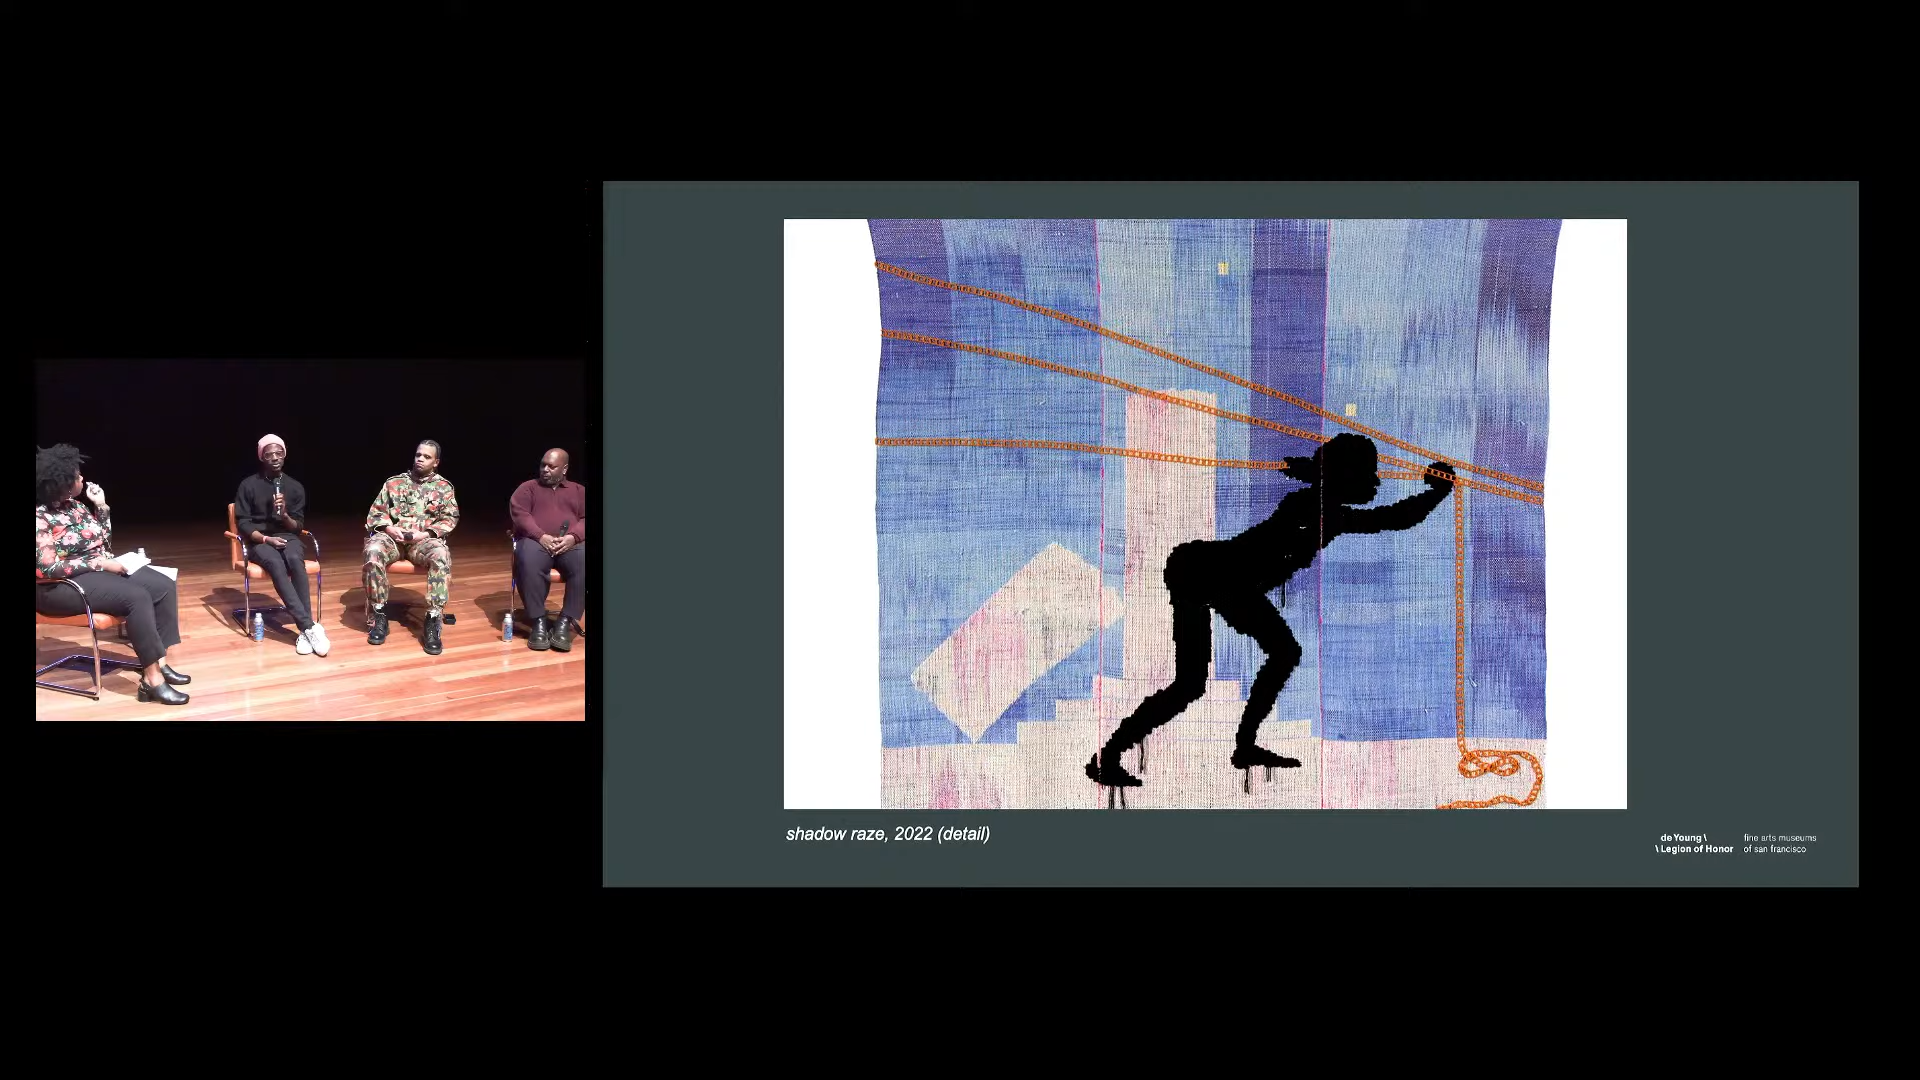 shadow raze, 2022 (detail)
de Young \
\ Legion of Honor
fine arts museums
of san francisco